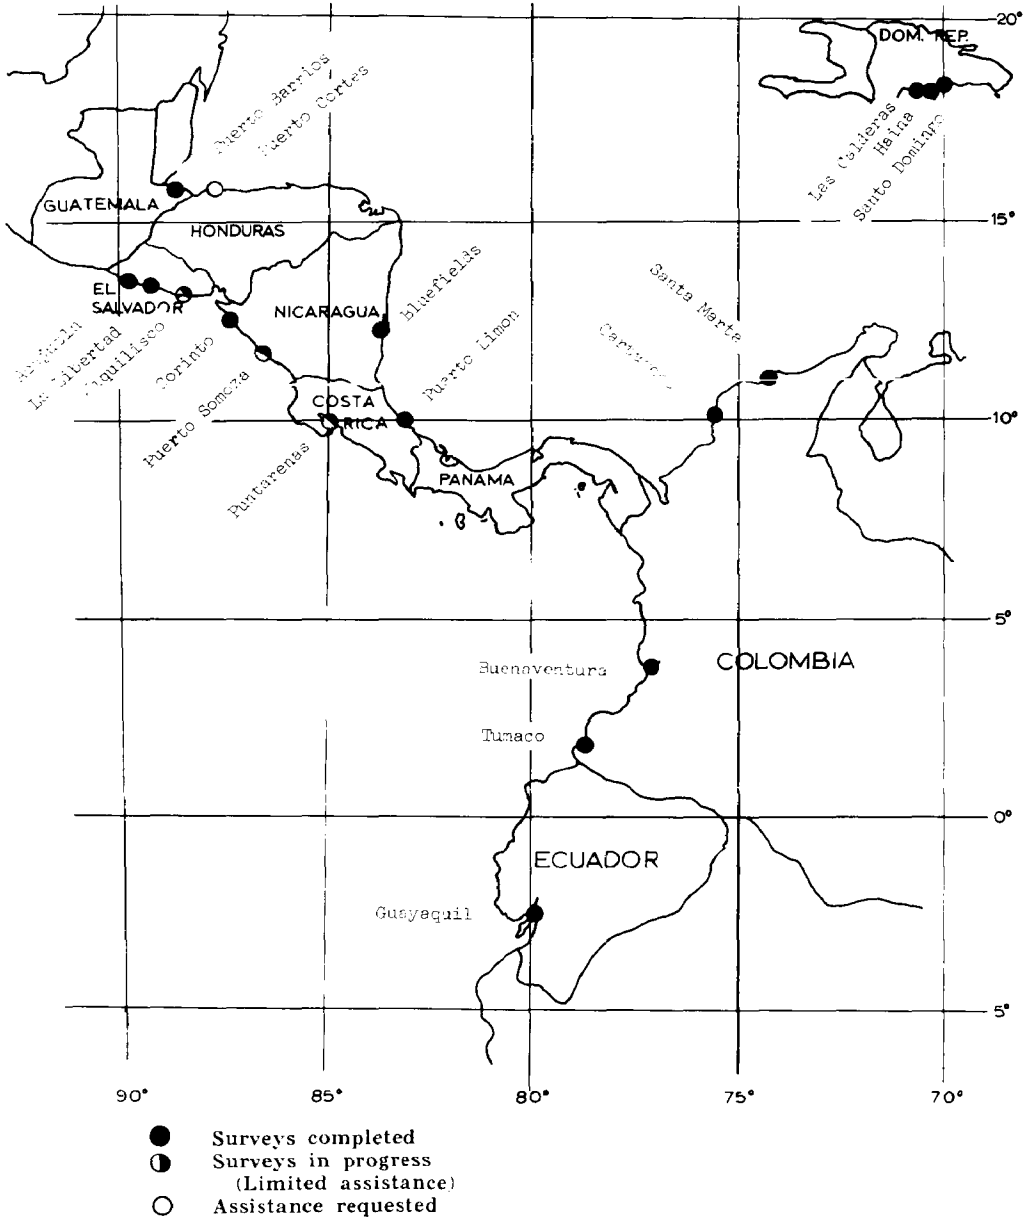 20°
DOM. REP.
Puerto Barrios
Puerto Cortes
Las Calderas
Haina
Santo Domingo
GUATEMALA
15°
HONDURAS
bluefields
Santa Marta
EL
SALVADOR
NICARAGUA
La Libertad
Corinto
Puerto Somoza
Puerto Limon
COSTA
RICA
10°
Puntarenas
PANAMA
5°
Buenaventura
COLOMBIA
Tumaco
0°
ECUADOR
Guayaquil
5°
90°
85°
80°
75°
70°
Surveys completed
Surveys in progress
(Limited assistance)
Assistance requested